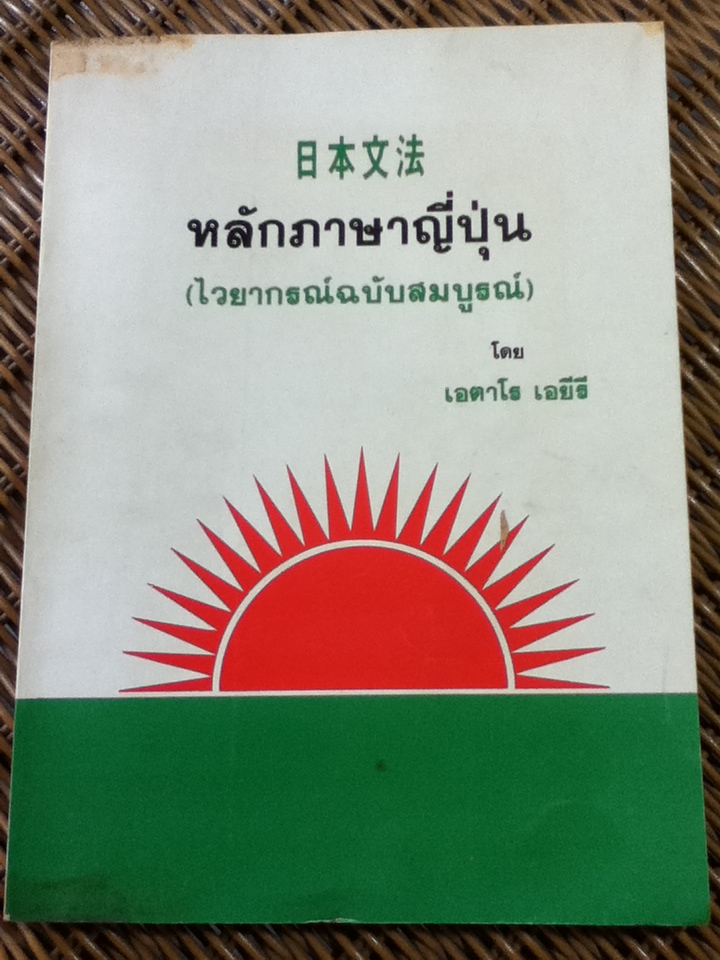 日本文法
หลักภาษาญี่ปุ่น
(ไวยากรณ์ฉบับสมบูรณ์)
โดย
เอตาโร เอยีรี